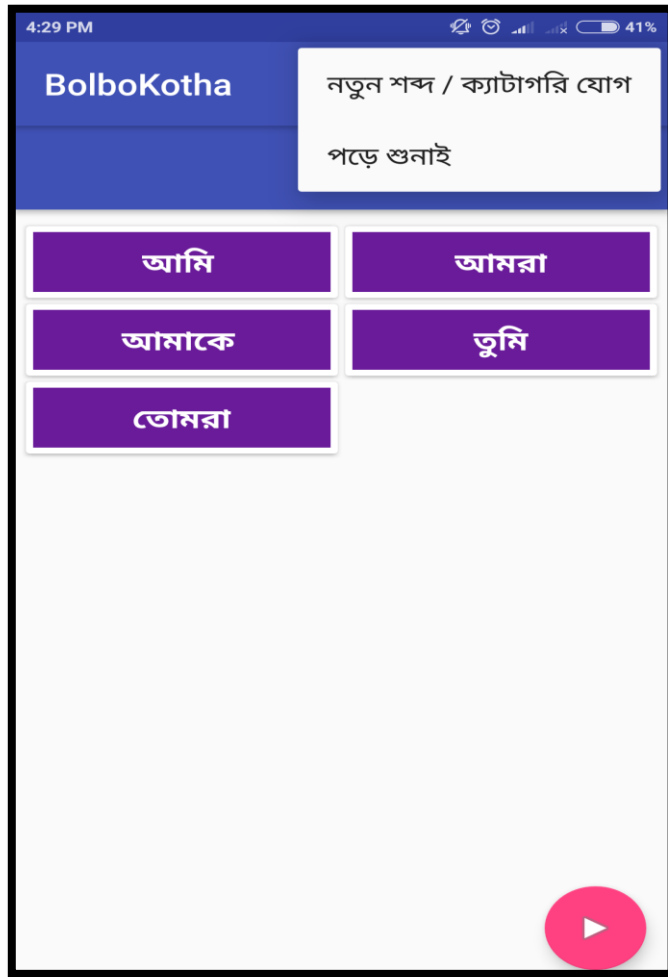 4:29 PM 41%
BolboKotha
নতুন শব্দ / ক্যাটাগরি যোগ
পড়ে শুনাই
আমি আমরা
আমাকে তুমি
তোমরা